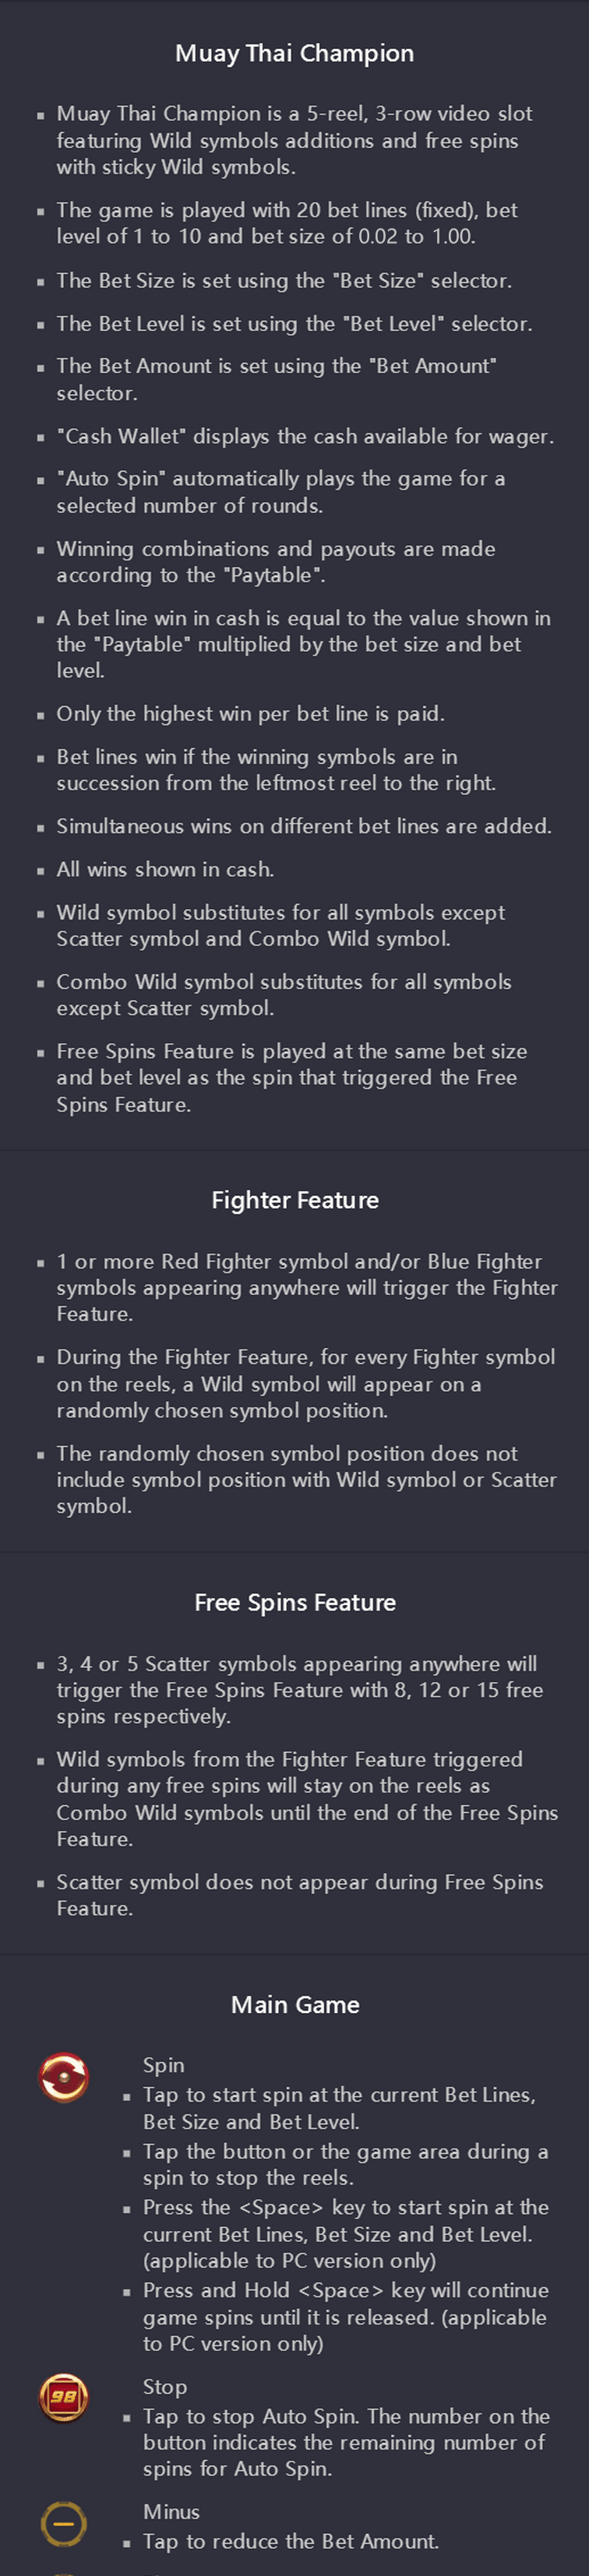 Muay Thai Champion
Muay Thai Champion is a 5-reel, 3-row video slot
featuring Wild symbols additions and free spins
with sticky Wild symbols.
The game is played with 20 bet lines (fixed), bet
level of 1 to 10 and bet size of 0.02 to 1.00.
The Bet Size is set using the "Bet Size" selector.
The Bet Level is set using the "Bet Level" selector.
The Bet Amount is set using the "Bet Amount"
selector.
"Cash Wallet" displays the cash available for wager.
"Auto Spin" automatically plays the game for a
selected number of rounds.
Winning combinations and payouts are made
according to the "Paytable".
A bet line win in cash is equal to the value shown in
the "Paytable" multiplied by the bet size and bet
level.
Only the highest win per bet line is paid.
Bet lines win if the winning symbols are in
succession from the leftmost reel to the right.
Simultaneous wins on different bet lines are added.
All wins shown in cash.
Wild symbol substitutes for all symbols except
Scatter symbol and Combo Wild symbol.
Combo Wild symbol substitutes for all symbols
except Scatter symbol.
Free Spins Feature is played at the same bet size
and bet level as the spin that triggered the Free
Spins Feature.
Fighter Feature
1 or more Red Fighter symbol and/or Blue Fighter
symbols appearing anywhere will trigger the Fighter
Feature.
During the Fighter Feature, for every Fighter symbol
on the reels, a Wild symbol will appear on a
randomly chosen symbol position.
The randomly chosen symbol position does not
include symbol position with Wild symbol or Scatter
symbol.
Free Spins Feature
3, 4 or 5 Scatter symbols appearing anywhere will
trigger the Free Spins Feature with 8, 12 or 15 free
spins respectively.
Wild symbols from the Fighter Feature triggered
during any free spins will stay on the reels as
Combo Wild symbols until the end of the Free Spins
Feature.
Scatter symbol does not appear during Free Spins
Feature.
Main Game
Spin
Tap to start spin at the current Bet Lines,
Bet Size and Bet Level.
Tap the button or the game area during a
spin to stop the reels.
Press the <Space> key to start spin at the
current Bet Lines, Bet Size and Bet Level.
(applicable to PC version only)
Press and Hold <Space> key will continue
game spins until it is released. (applicable
to PC version only)
98
Stop
Tap to stop Auto Spin. The number on the
button indicates the remaining number of
spins for Auto Spin.
Minus
Tap to reduce the Bet Amount.